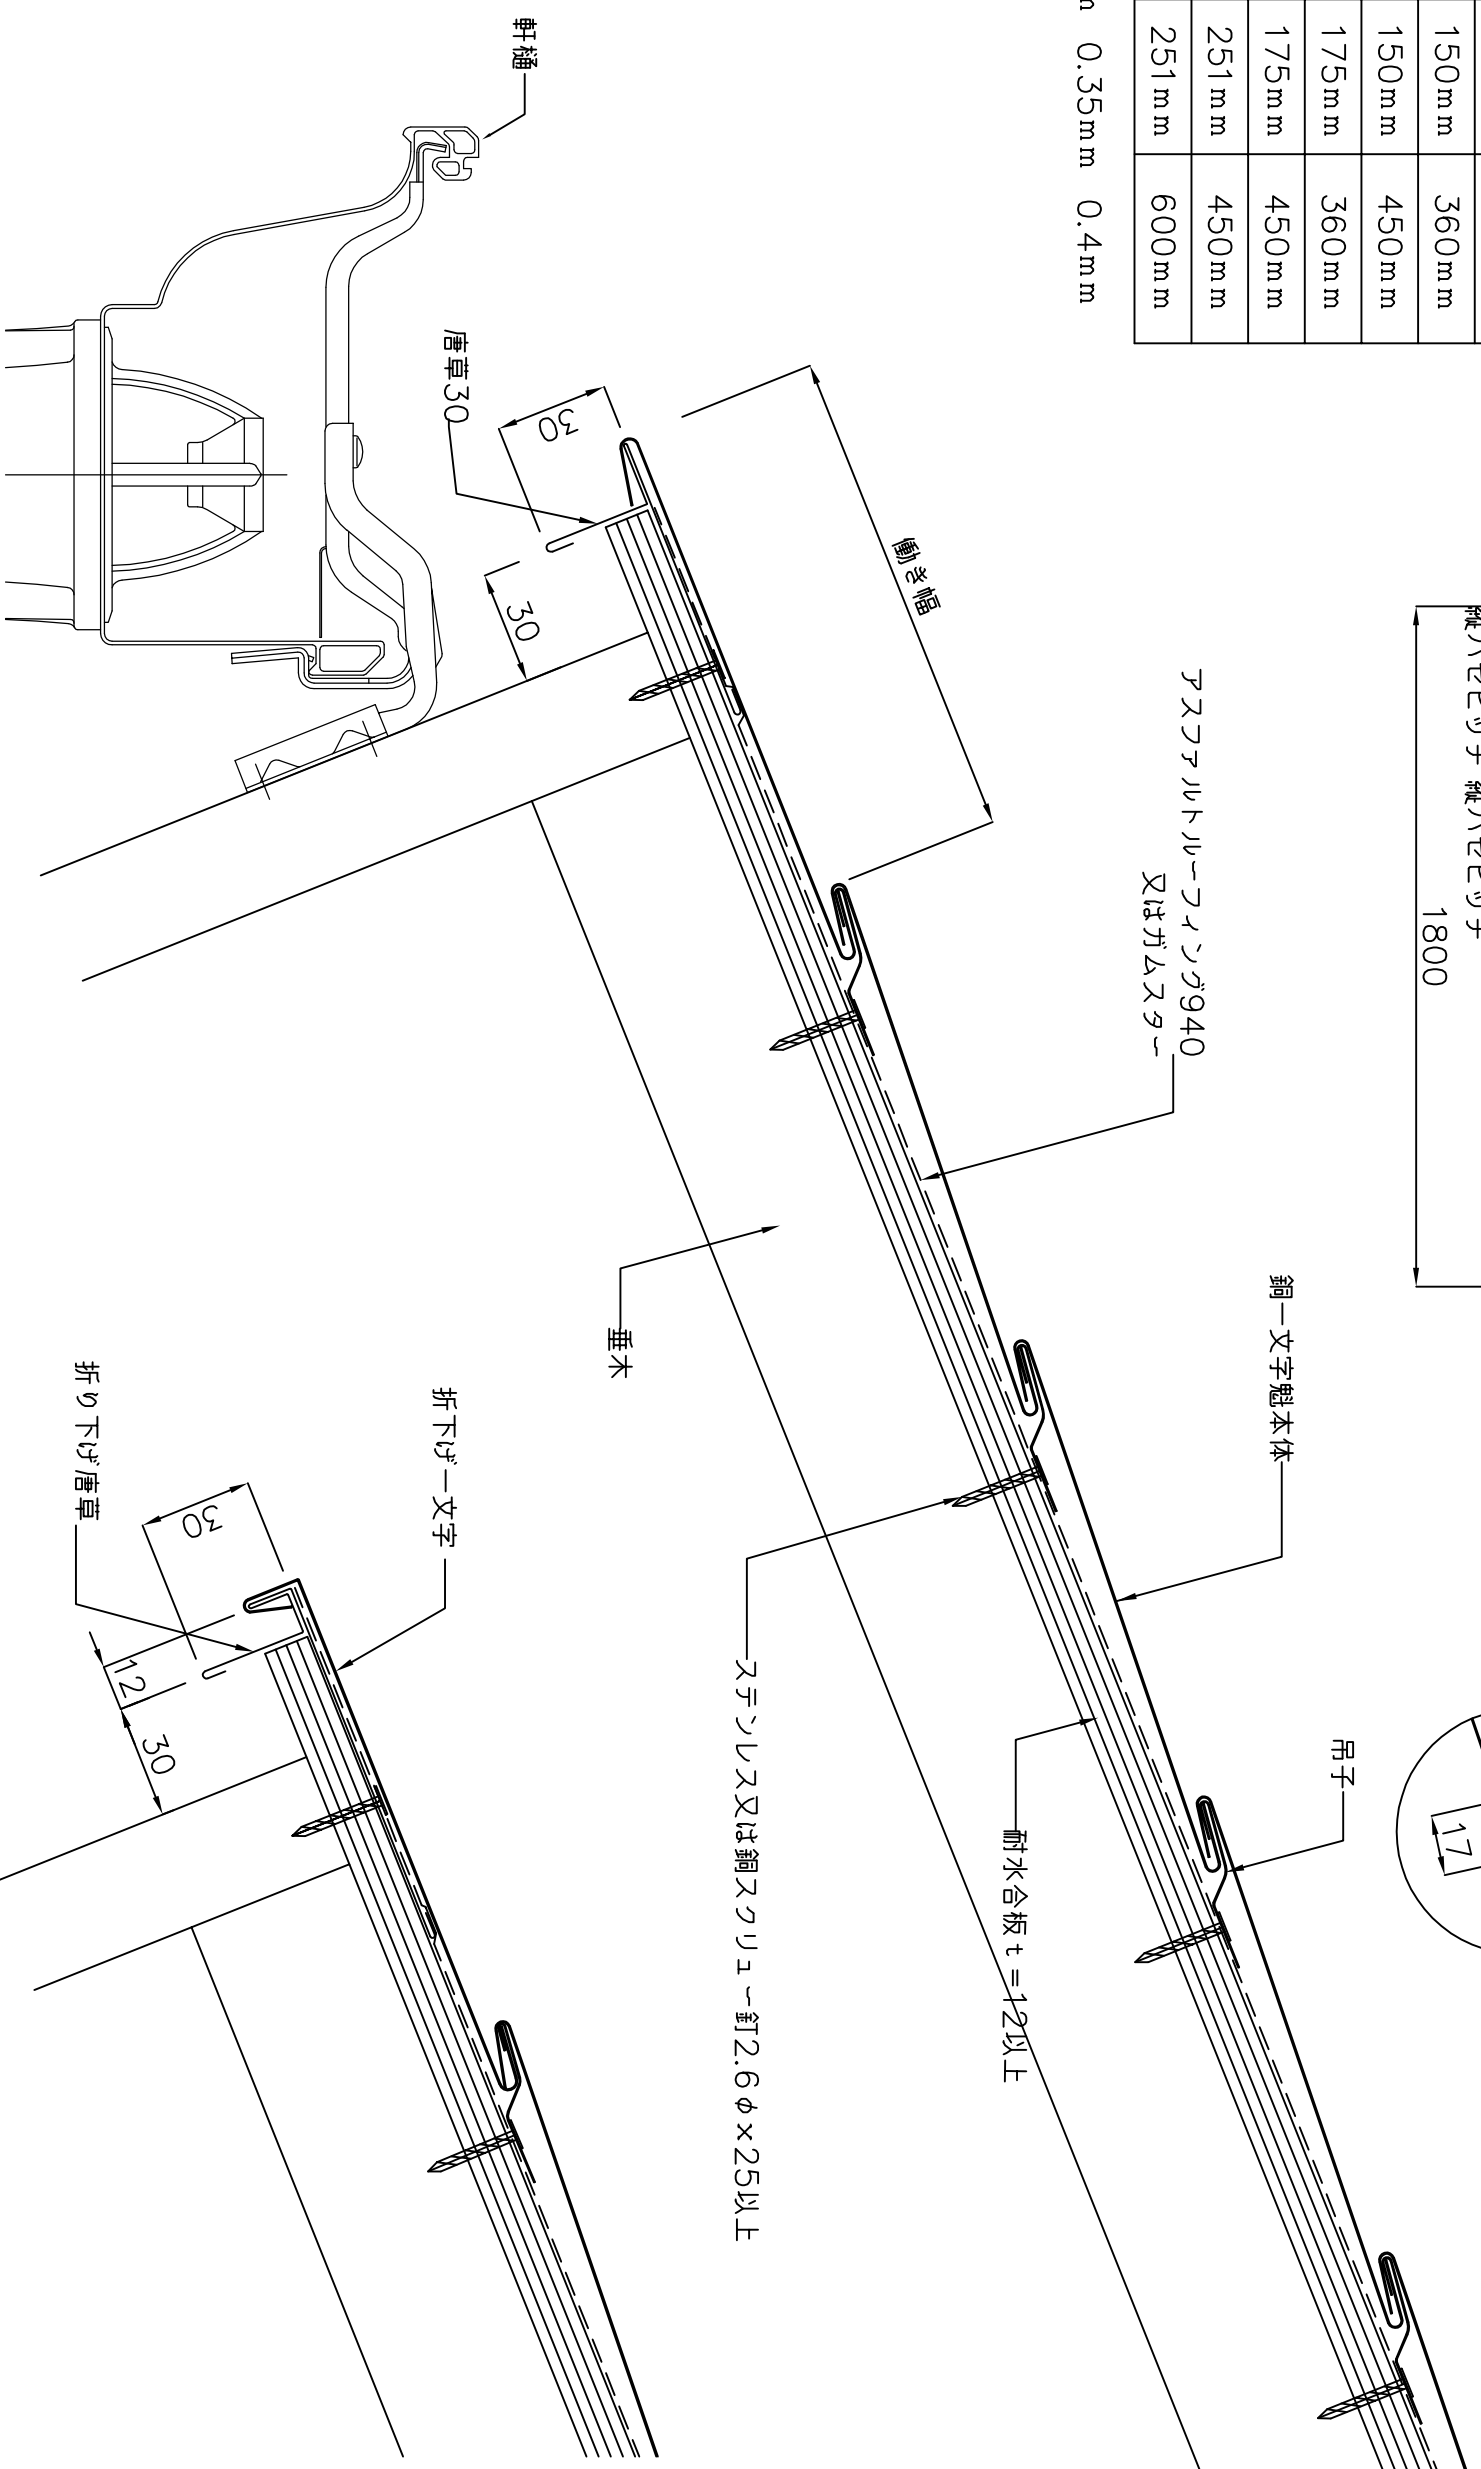 150mm 360mm
150mm 450mm
175mm 360mm
175mm 450mm
251mm 450mm
251mm 600mm
0.35mm 0.4mm
1800
17
吊子
銅一文字魁本体
アスファルトルーフィング940
又はガムスター
働き幅
耐水合板t=12以上
ステンレス又は銅スクリュー釘2.6φ×25以上
垂木
軒樋
唐草30
30
30
折下げ一文字
折り下げ唐草
30
12
30